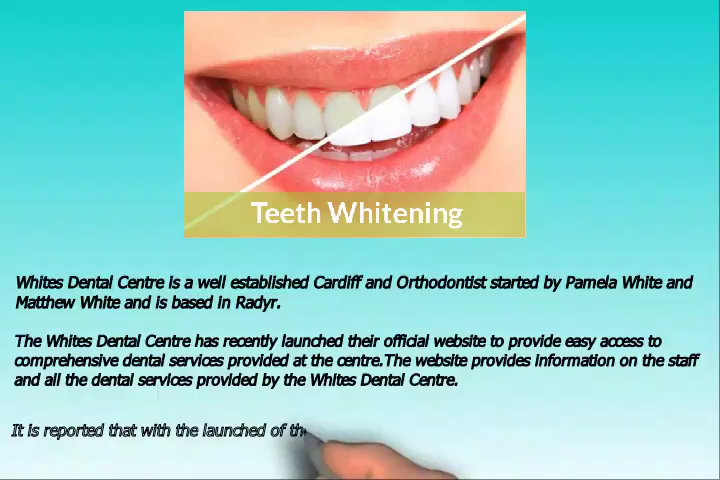 Teeth Whitening
Whites Dental Centre is a well established Cardiff and Orthodontist started by Pamela White and
Matthew White and is based in Radyr.
The Whites Dental Centre has recently launched their official website to provide easy access to
comprehensive dental services provided at the centre.The website provides information on the staff
and all the dental services provided by the Whites Dental Centre.
It is reported that with the launched of th